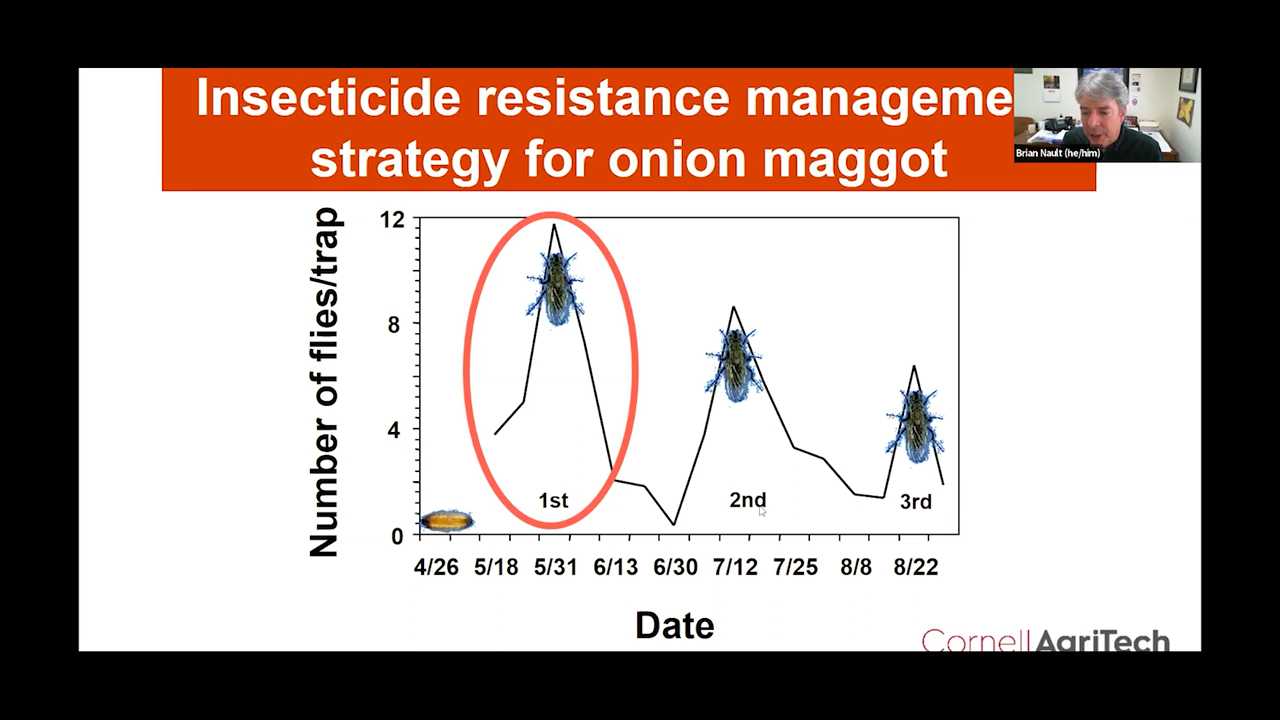 Insecticide resistance manageme
strategy for onion maggot
Brian Nault (he/him)
Number of flies/trap
12
8
4
0
1st
2nd
3rd
4/26 5/18 5/31 6/13 6/30 7/12 7/25 8/8 8/22
Date
Cornell AgriTech